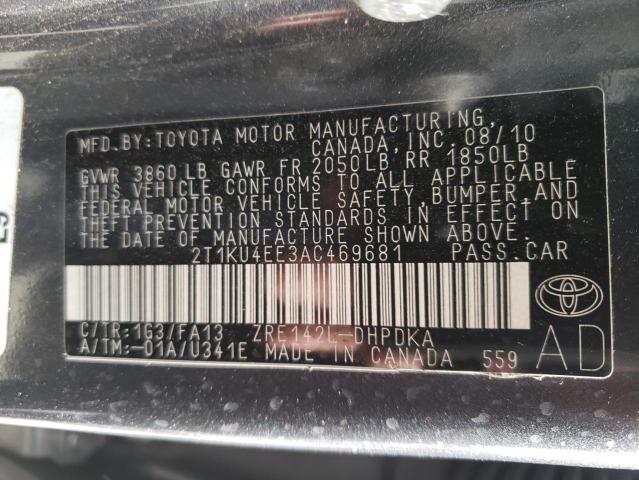 MFD.BY:TOYOTA MOTOR MANUFACTURING,
CANADA, INC. 08/10
GVWR 3860LB GAWR FR 2050LB, RR 1850LB
THIS VEHICLE CONFORMS TO ALL APPLICABLE
FEDERAL MOTOR VEHICLE SAFETY, BUMPER, AND
THEFT PREVENTION STANDARDS IN EFFECT ON
THE DATE OF MANUFACTURE SHOWN ABOVE.
2T1KU4EE3AC469681 PASS.CAR
C/TR:1G3/FA13 ZRE142L-DHPDKA
A/TM:-01A/U341E MADE IN CANADA 559
AD